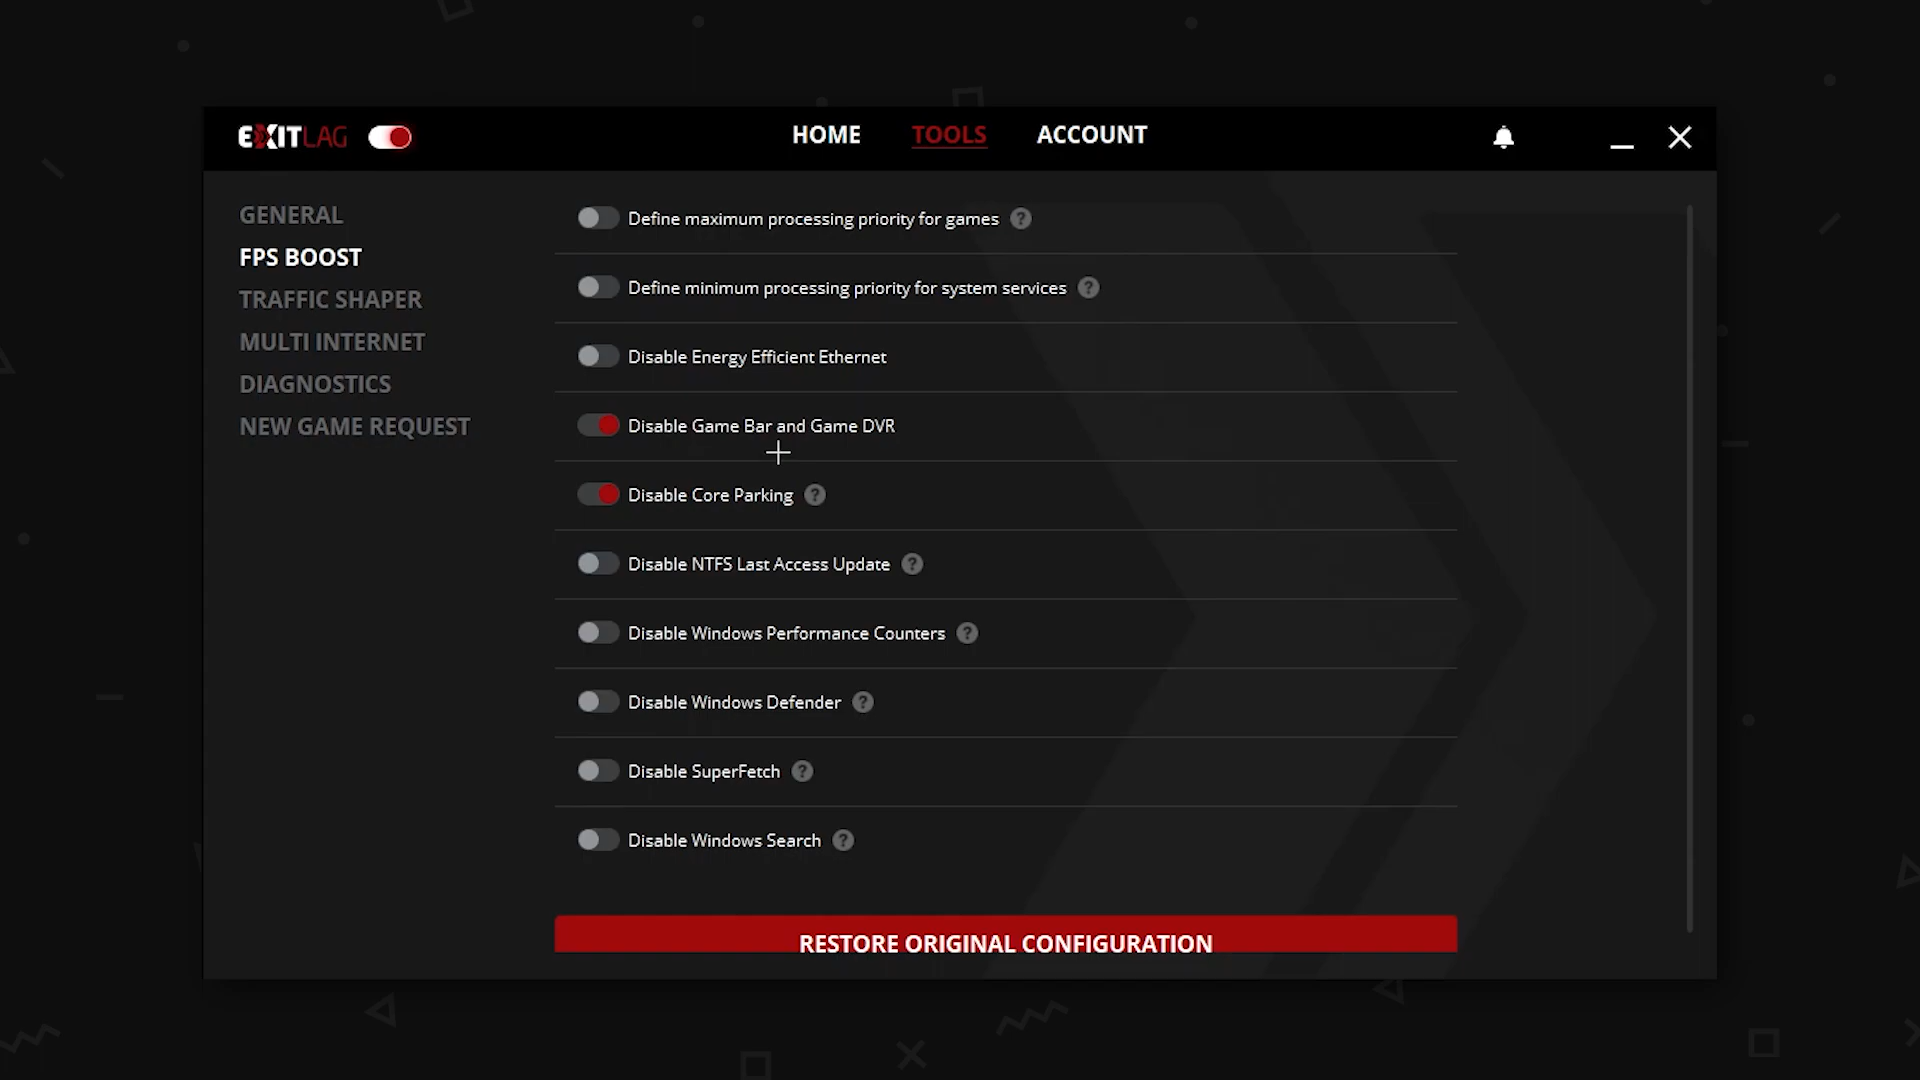 EXITLAG
HOME
TOOLS
ACCOUNT
GENERAL
FPS BOOST
TRAFFIC SHAPER
MULTI INTERNET
DIAGNOSTICS
NEW GAME REQUEST
Define maximum processing priority for games ?
Define minimum processing priority for system services ?
Disable Energy Efficient Ethernet
Disable Game Bar and Game DVR
Disable Core Parking ?
Disable NTFS Last Access Update ?
Disable Windows Performance Counters ?
Disable Windows Defender ?
Disable SuperFetch ?
Disable Windows Search ?
RESTORE ORIGINAL CONFIGURATION